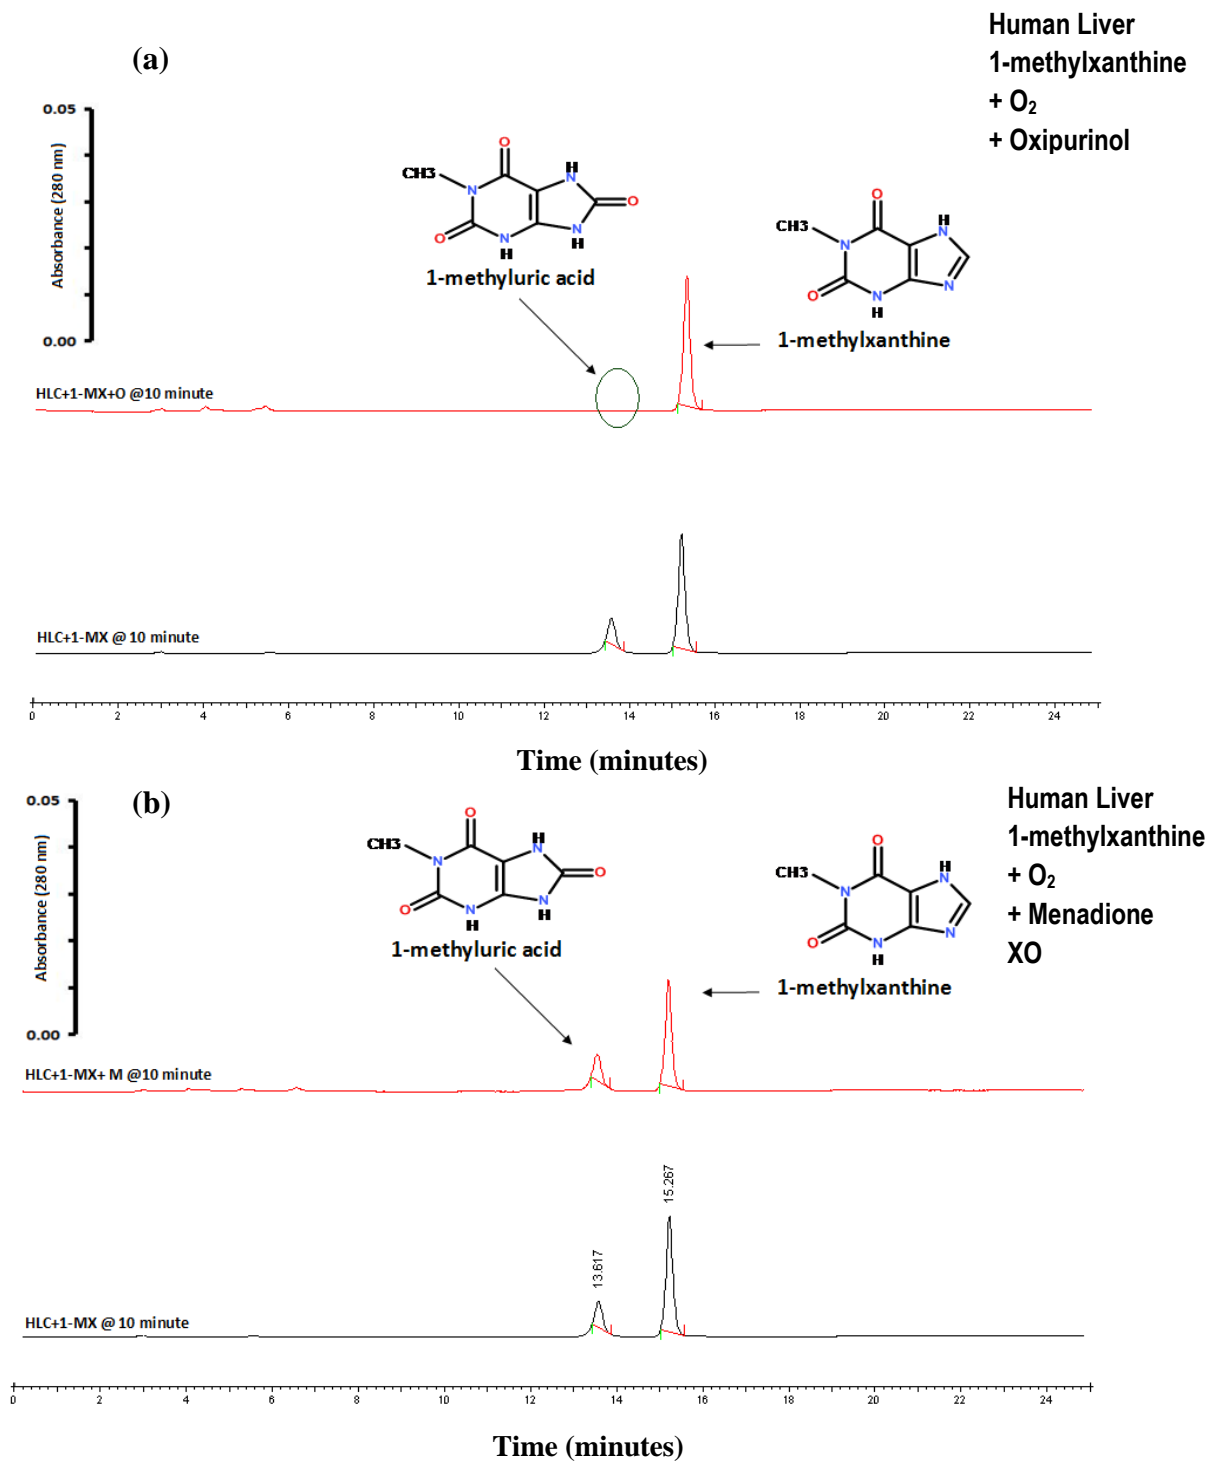 Human Liver
1-methylxanthine
+ O₂
+ Oxipurinol
(a)
0.05
Absorbance (280 nm)
0.00
O
CH3
N
H
N
O
O
N
H
N
H
1-methyluric acid
O
CH3
N
H
N
O
N
H
N
1-methylxanthine
HLC+1-MX+O @10 minute
HLC+1-MX @ 10 minute
0 2 4 6 8 10 12 14 16 18 20 22 24
Time (minutes)
Human Liver
1-methylxanthine
+ O₂
+ Menadione
XO
(b)
0.05
Absorbance (280 nm)
0.00
O
CH3
N
H
N
O
O
N
H
N
H
1-methyluric acid
O
CH3
N
H
N
O
N
H
N
1-methylxanthine
HLC+1-MX+ M @10 minute
13.617
15.267
HLC+1-MX @ 10 minute
0 2 4 6 8 10 12 14 16 18 20 22 24
Time (minutes)